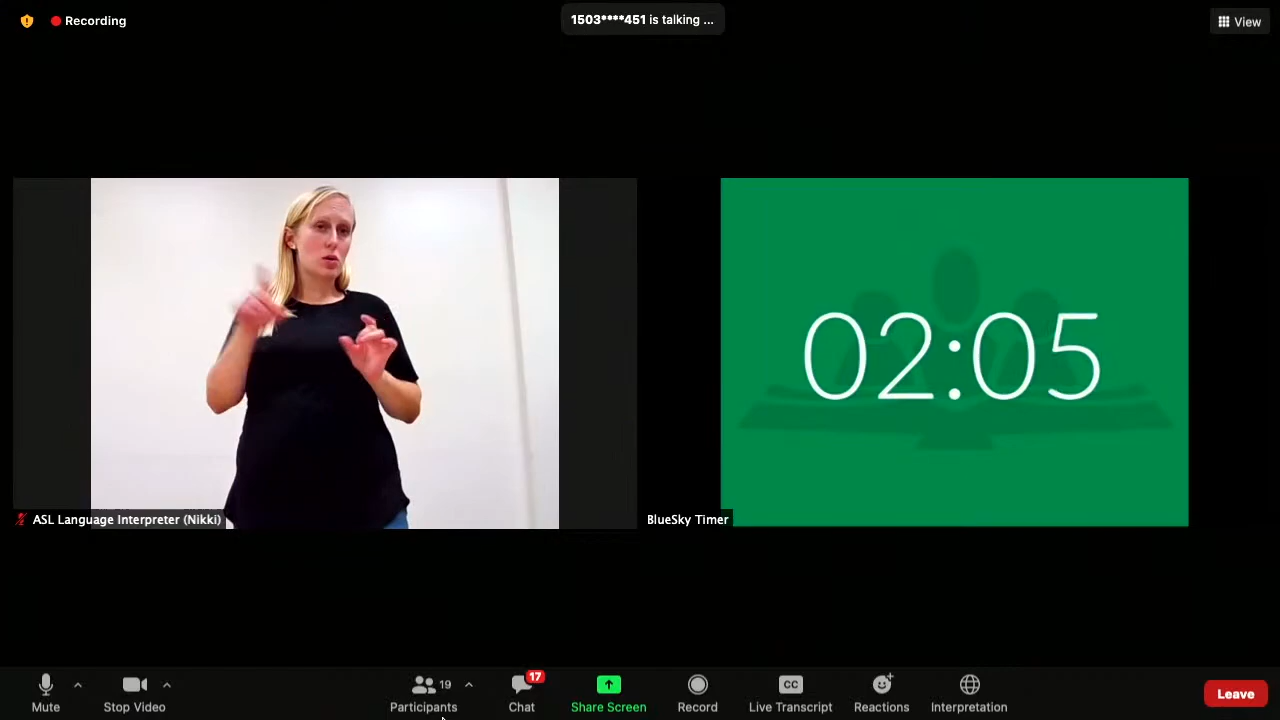 Recording
1503****451 is talking ...
View
02:05
ASL Language Interpreter (Nikki)
BlueSky Timer
Mute
Stop Video
19
Participants
17
Chat
Share Screen
Record
CC
Live Transcript
Reactions
Interpretation
Leave